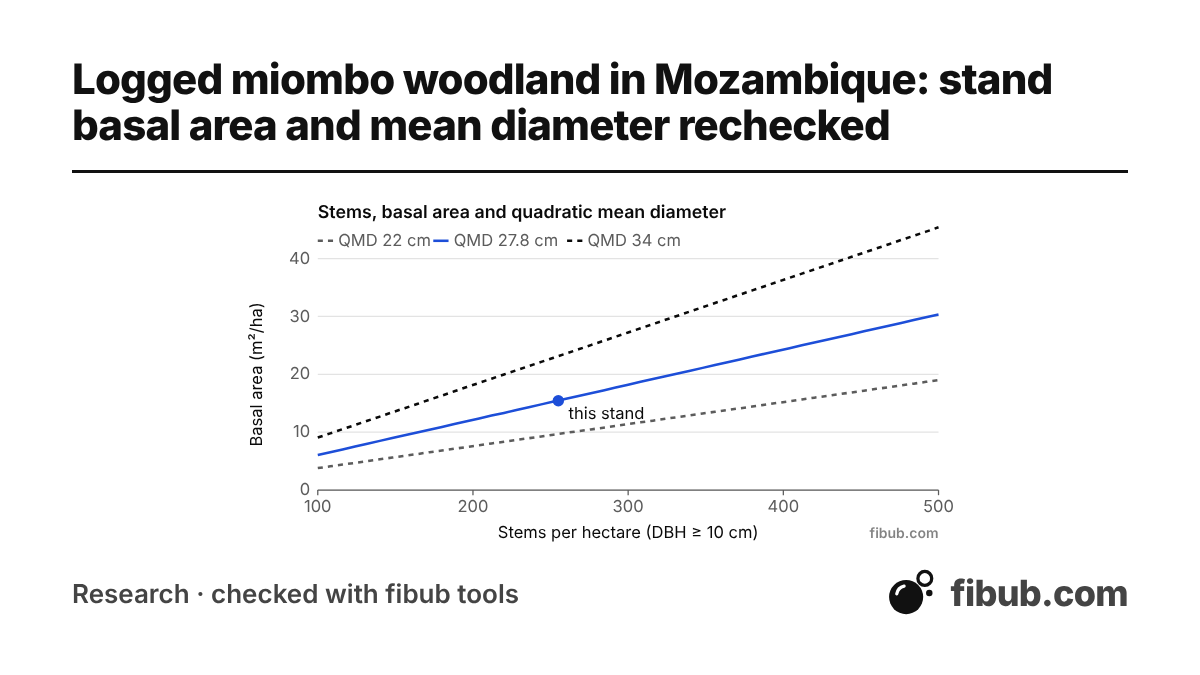 Logged miombo woodland in Mozambique: stand
basal area and mean diameter rechecked
Stems, basal area and quadratic mean diameter
QMD 22 cm QMD 27.8 cm QMD 34 cm
Basal area (m²/ha)
40
30
20
10
0
this stand
100 200 300 400 500
Stems per hectare (DBH ≥ 10 cm)
fibub.com
Research · checked with fibub tools
fibub.com